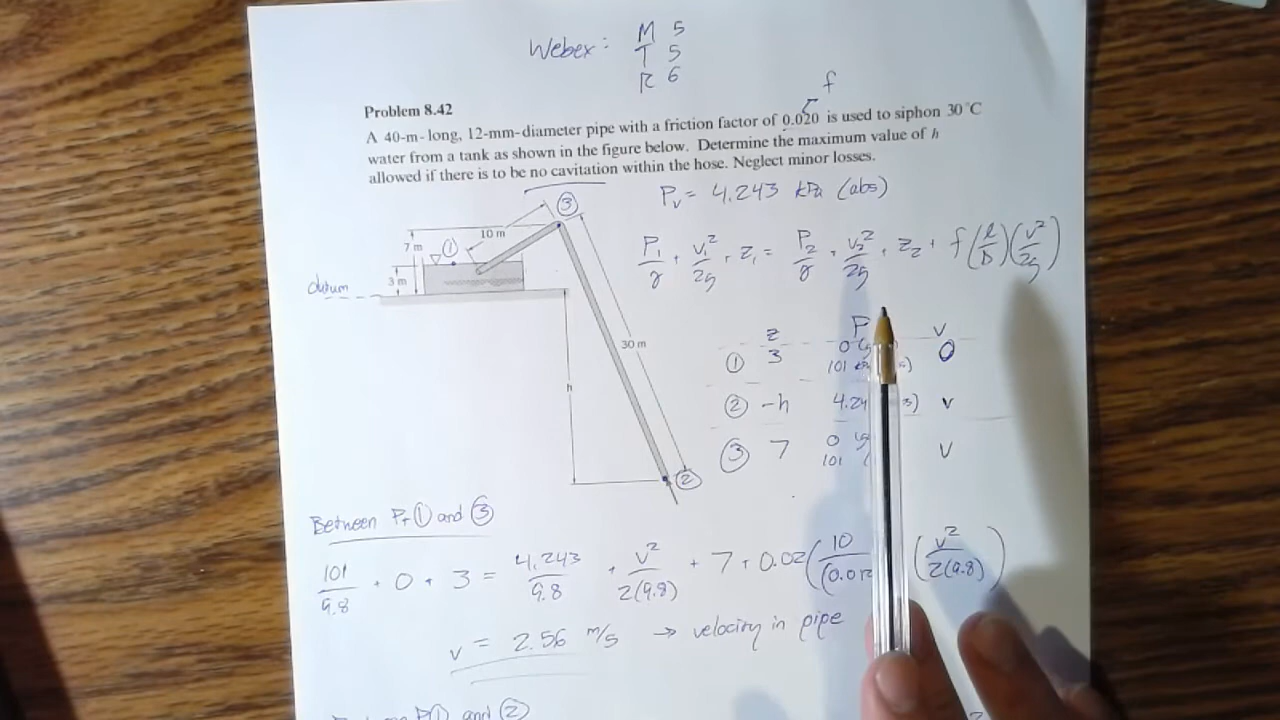 Webex: M 5
T 5
R 6
f
Problem 8.42
A 40-m-long, 12-mm-diameter pipe with a friction factor of 0.020 is used to siphon 30 °C
water from a tank as shown in the figure below. Determine the maximum value of h
allowed if there is to be no cavitation within the hose. Neglect minor losses.
Pv = 4.243 kPa (abs)
③
10 m
7 m
①
3 m
datum
30 m
h
②
P1/γ + v1²/2g + z1 = P2/γ + v2²/2g + z2 + f(l/D)(v²/2g)
z P v
① 3 0 101 0
② -h v
③ 7 0 101 v
Between Pt ① and ③
101/9.8 + 0 + 3 = 4.243/9.8 + v²/2(9.8) + 7 + 0.02(10 (v²/2(9.8))
v = 2.56 m/s → velocity in pipe
and ②